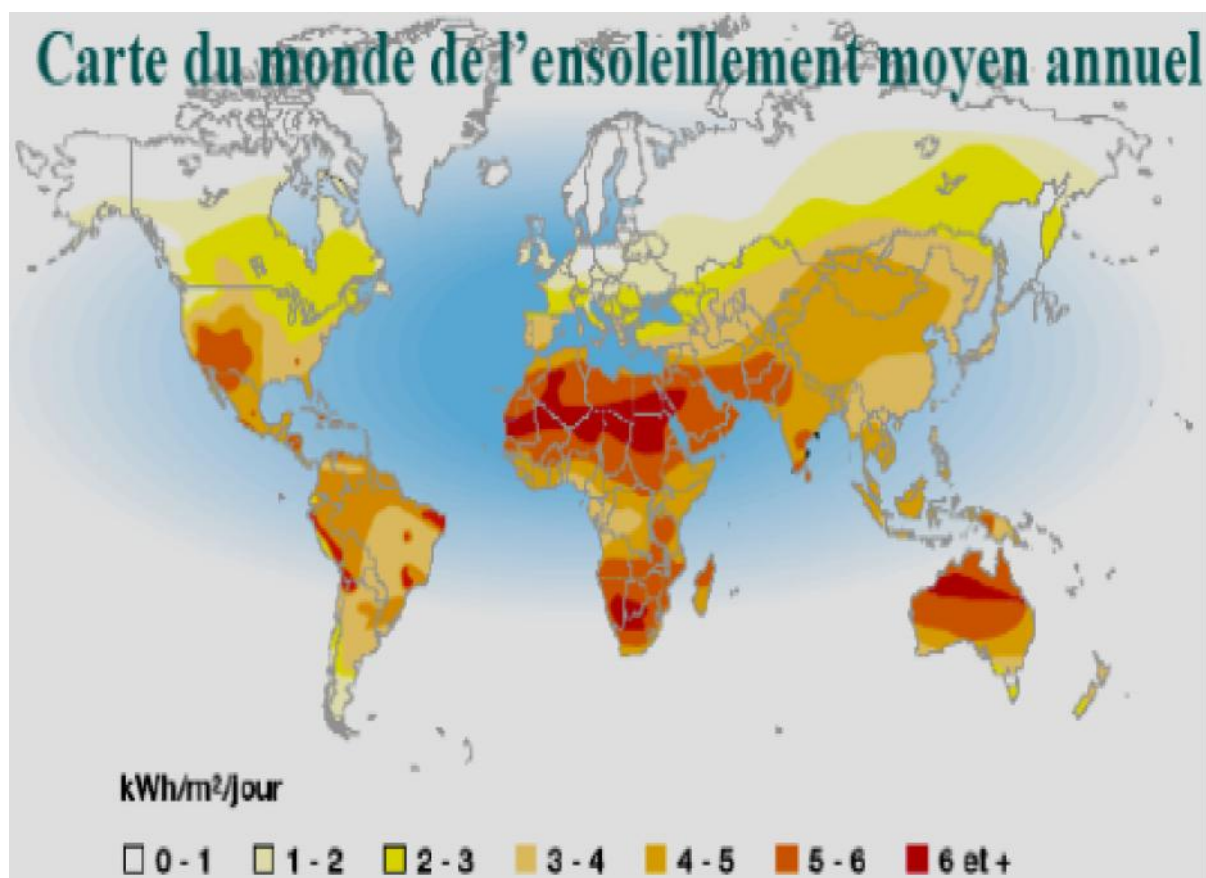 Carte du monde de l'ensoleillement moyen annuel
kWh/m²/jour
0 - 1 1 - 2 2 - 3 3 - 4 4 - 5 5 - 6 6 et +